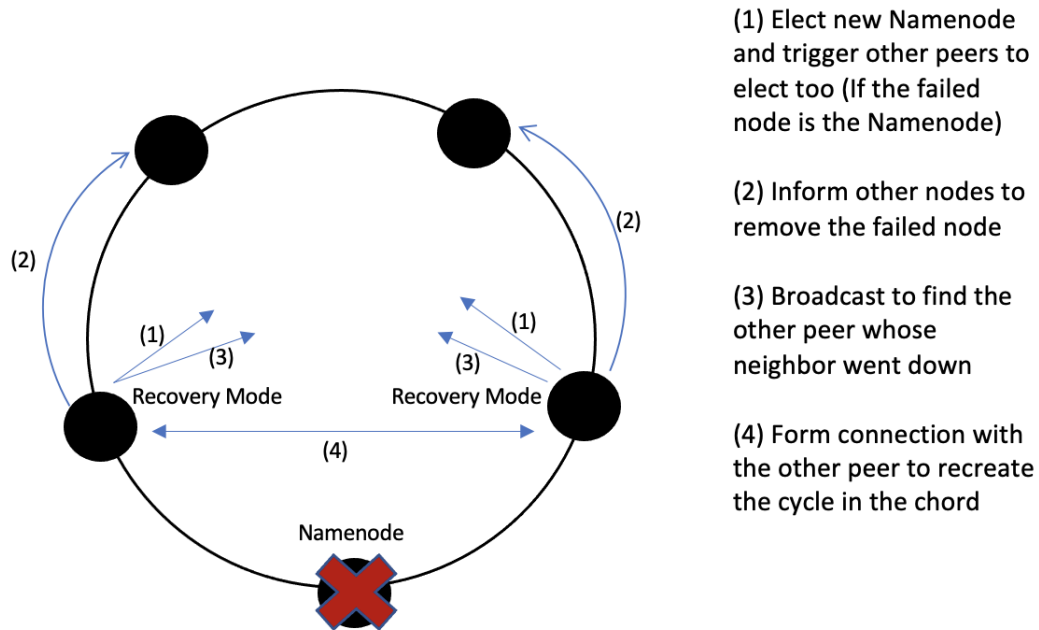 (1) Elect new Namenode
and trigger other peers to
elect too (If the failed
node is the Namenode)
(2) Inform other nodes to
remove the failed node
(3) Broadcast to find the
other peer whose
neighbor went down
(4) Form connection with
the other peer to recreate
the cycle in the chord
(2)
(2)
(1)
(3)
(1)
(3)
Recovery Mode
Recovery Mode
(4)
Namenode